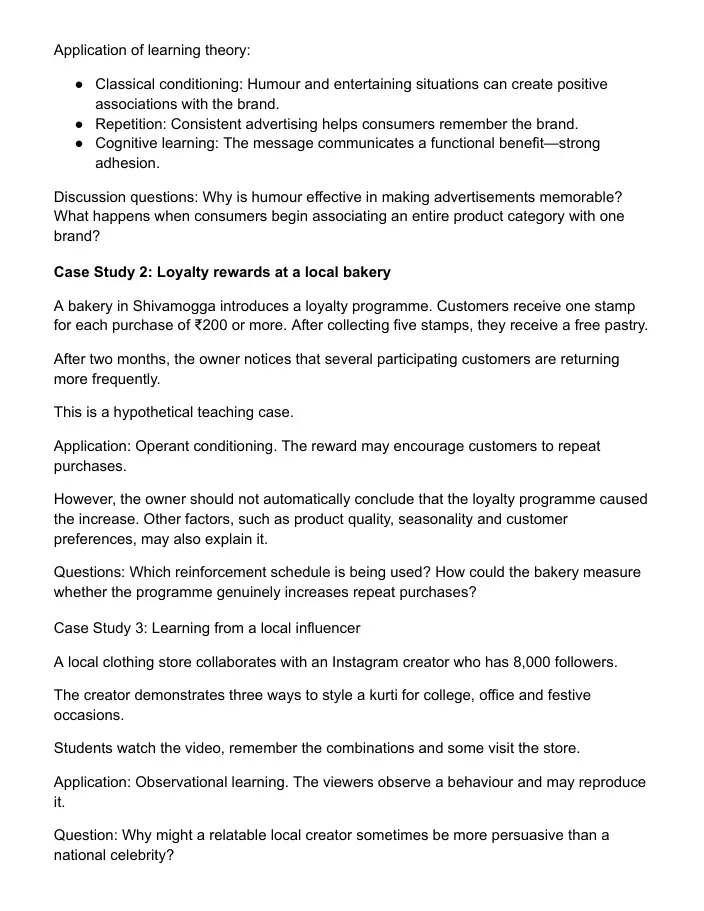 Application of learning theory:
● Classical conditioning: Humour and entertaining situations can create positive
associations with the brand.
● Repetition: Consistent advertising helps consumers remember the brand.
● Cognitive learning: The message communicates a functional benefit—strong
adhesion.
Discussion questions: Why is humour effective in making advertisements memorable?
What happens when consumers begin associating an entire product category with one
brand?
Case Study 2: Loyalty rewards at a local bakery
A bakery in Shivamogga introduces a loyalty programme. Customers receive one stamp
for each purchase of ₹200 or more. After collecting five stamps, they receive a free pastry.
After two months, the owner notices that several participating customers are returning
more frequently.
This is a hypothetical teaching case.
Application: Operant conditioning. The reward may encourage customers to repeat
purchases.
However, the owner should not automatically conclude that the loyalty programme caused
the increase. Other factors, such as product quality, seasonality and customer
preferences, may also explain it.
Questions: Which reinforcement schedule is being used? How could the bakery measure
whether the programme genuinely increases repeat purchases?
Case Study 3: Learning from a local influencer
A local clothing store collaborates with an Instagram creator who has 8,000 followers.
The creator demonstrates three ways to style a kurti for college, office and festive
occasions.
Students watch the video, remember the combinations and some visit the store.
Application: Observational learning. The viewers observe a behaviour and may reproduce
it.
Question: Why might a relatable local creator sometimes be more persuasive than a
national celebrity?